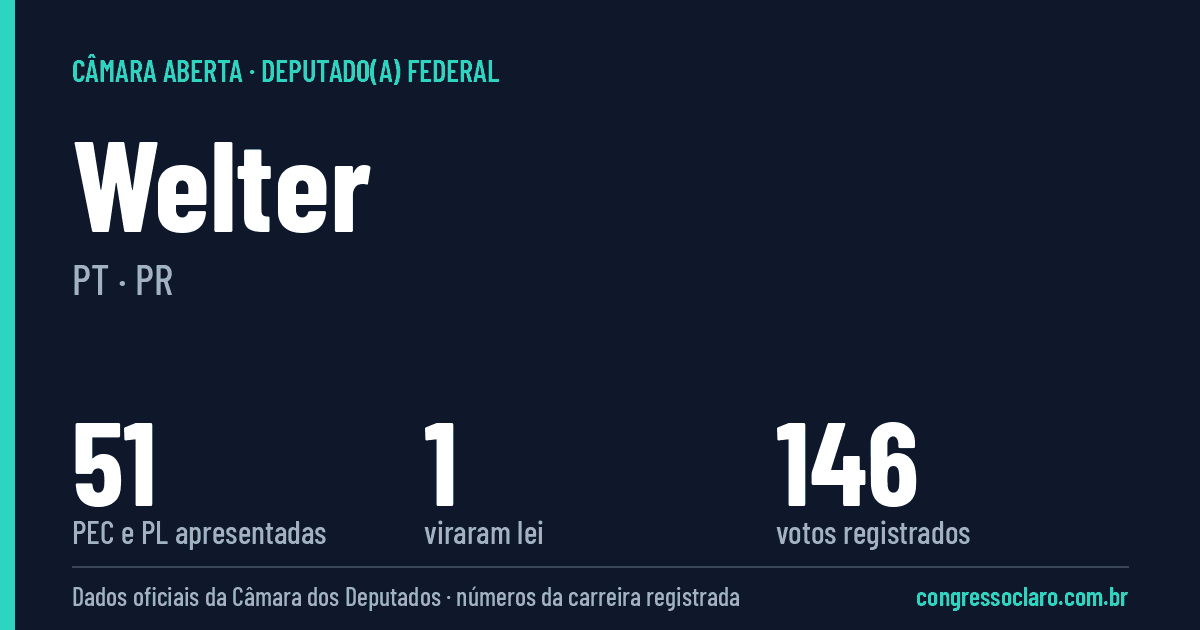 CÂMARA ABERTA · DEPUTADO(A) FEDERAL
Welter
PT · PR
51
PEC e PL apresentadas
1
viraram lei
146
votos registrados
Dados oficiais da Câmara dos Deputados · números da carreira registrada
congressoclaro.com.br